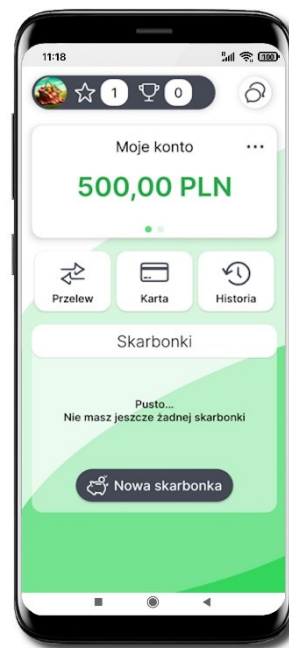 11:18
100
1
0
Moje konto
500,00 PLN
Przelew
Karta
Historia
Skarbonki
Pusto...
Nie masz jeszcze żadnej skarbonki
Nowa skarbonka